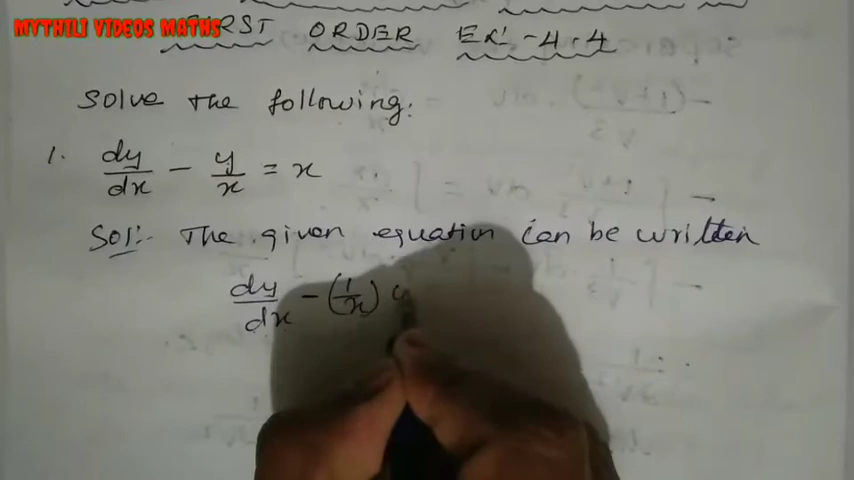 MYTHILI VIDEOS MATHS
FIRST ORDER EX: -4.4
Solve the following:
1. dy/dx - y/x = x
Sol:- The given equation can be written
dy/dx - (1/x) y